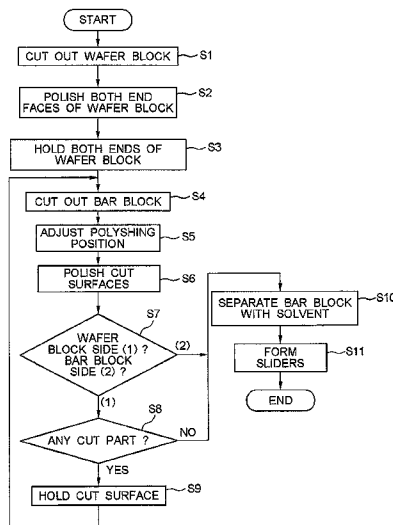 START
CUT OUT WAFER BLOCK
S1
POLISH BOTH END
FACES OF WAFER BLOCK
S2
HOLD BOTH ENDS OF
WAFER BLOCK
S3
CUT OUT BAR BLOCK
S4
ADJUST POLYSHING
POSITION
S5
POLISH CUT
SURFACES
S6
S7
WAFER
BLOCK SIDE (1) ?
BAR BLOCK
SIDE (2) ?
(2)
(1)
S8
ANY CUT PART ?
NO
YES
HOLD CUT SURFACE
S9
SEPARATE BAR BLOCK
WITH SOLVENT
S10
FORM
SLIDERS
S11
END